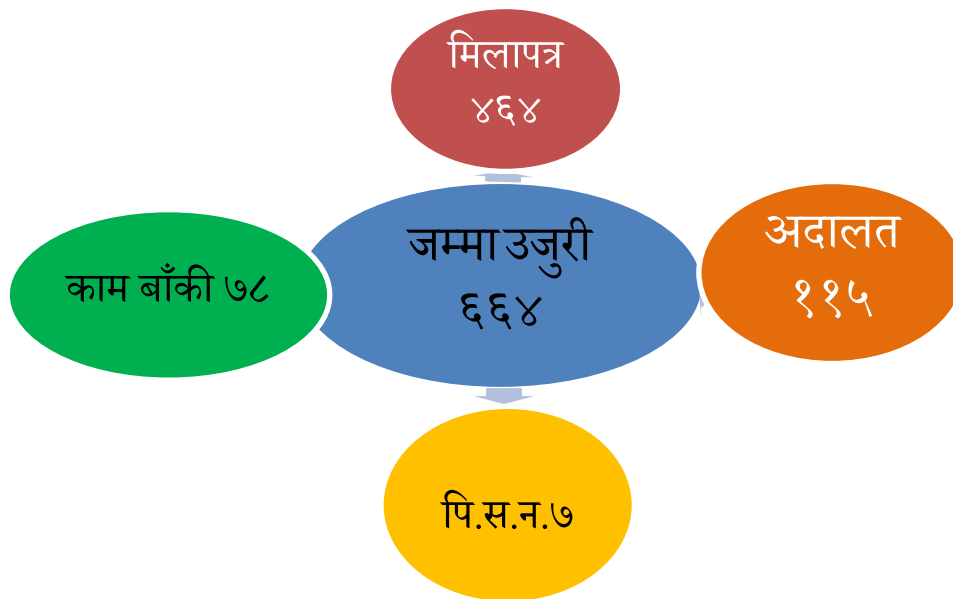 मिलापत्र
४६४
जम्मा उजुरी
६६४
अदालत
११५
काम बाँकी ७८
पि.स.न.७